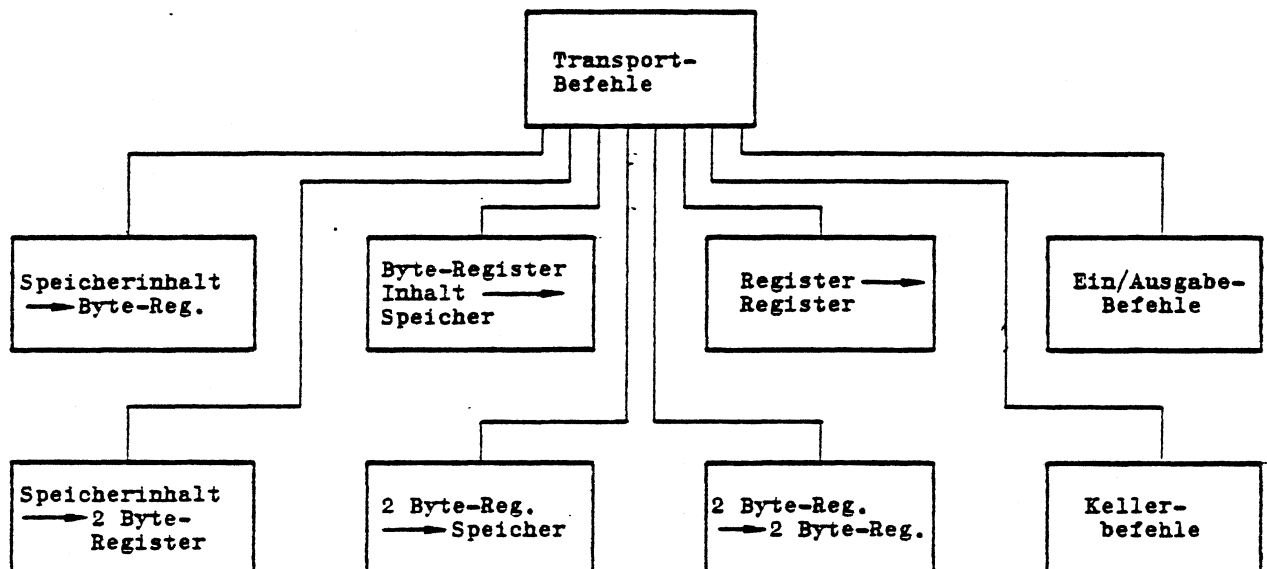 Transport-
Befehle
Speicherinhalt
→ Byte-Reg.
Byte-Register
Inhalt →
Speicher
Register →
Register
Ein/Ausgabe-
Befehle
Speicherinhalt
→ 2 Byte-
Register
2 Byte-Reg.
→ Speicher
2 Byte-Reg.
→ 2 Byte-Reg.
Keller-
befehle